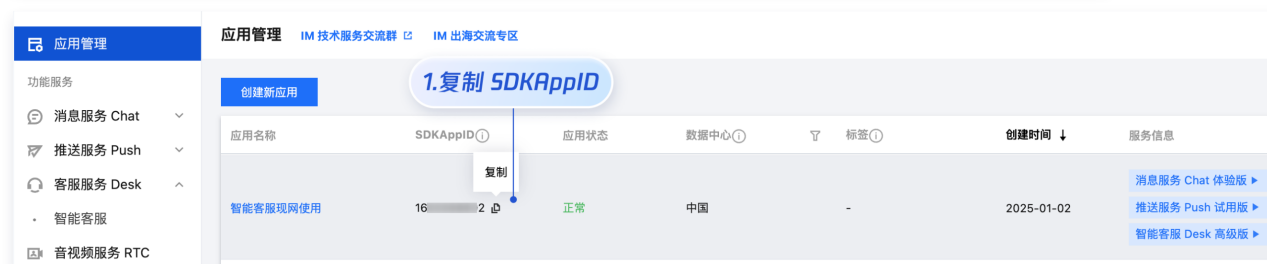 应用管理
功能服务
消息服务 Chat
推送服务 Push
客服服务 Desk
智能客服
音视频服务 RTC
应用管理 IM 技术服务交流群 IM 出海交流专区
创建新应用
1.复制 SDKAppID
应用名称 SDKAppID 应用状态 数据中心 标签 创建时间 ↓ 服务信息
复制
智能客服现网使用 16 2 正常 中国 - 2025-01-02
消息服务 Chat 体验版
推送服务 Push 试用版
智能客服 Desk 高级版